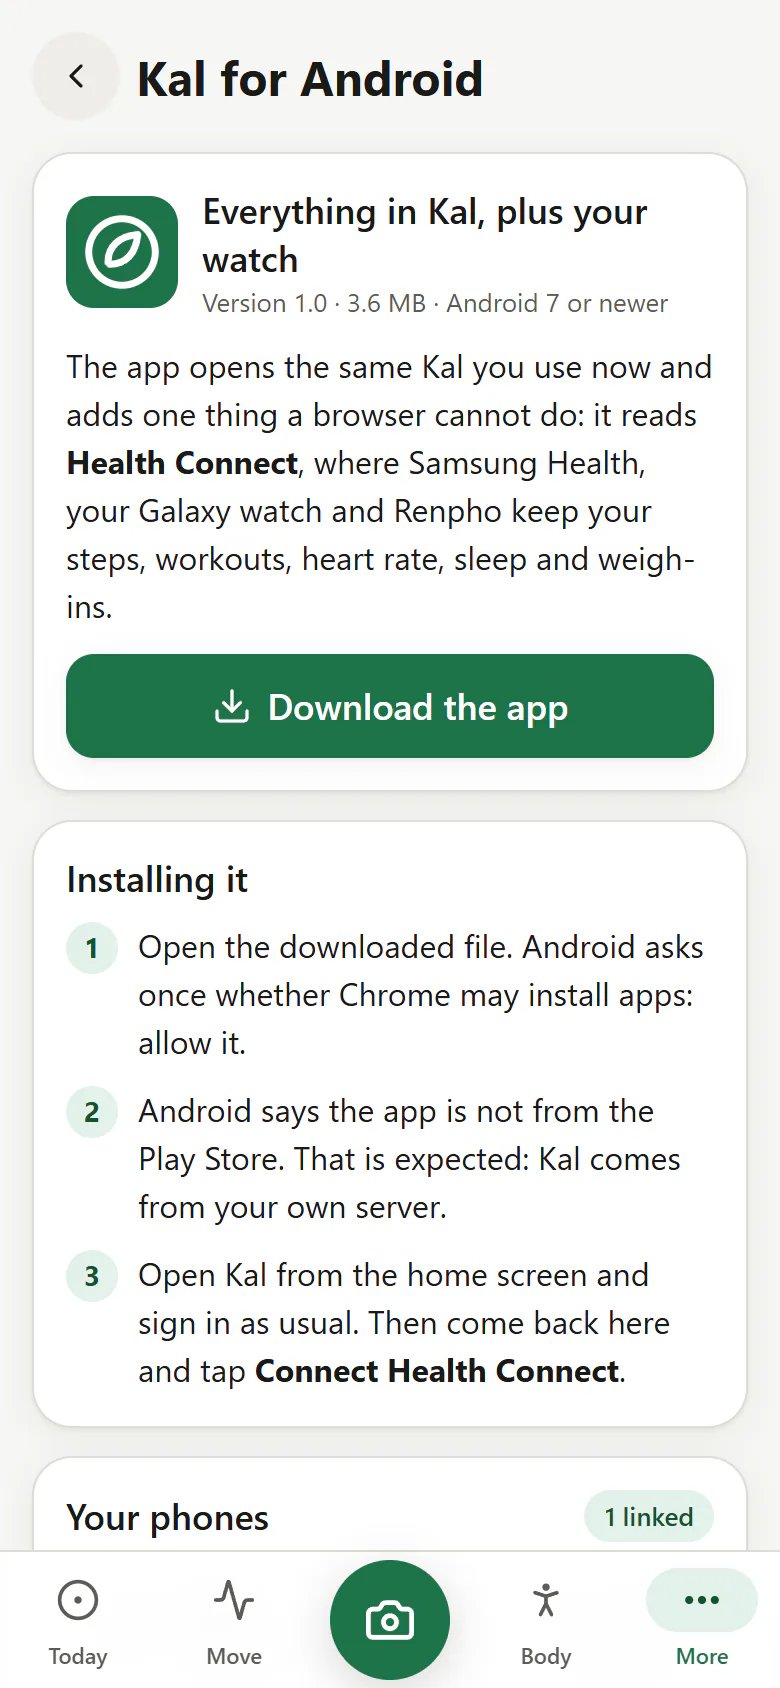 Kal for Android
Everything in Kal, plus your
watch
Version 1.0 · 3.6 MB · Android 7 or newer
The app opens the same Kal you use now and
adds one thing a browser cannot do: it reads
Health Connect, where Samsung Health,
your Galaxy watch and Renpho keep your
steps, workouts, heart rate, sleep and weigh-
ins.
Download the app
Installing it
1 Open the downloaded file. Android asks
once whether Chrome may install apps:
allow it.
2 Android says the app is not from the
Play Store. That is expected: Kal comes
from your own server.
3 Open Kal from the home screen and
sign in as usual. Then come back here
and tap Connect Health Connect.
Your phones 1 linked
Today Move Body More